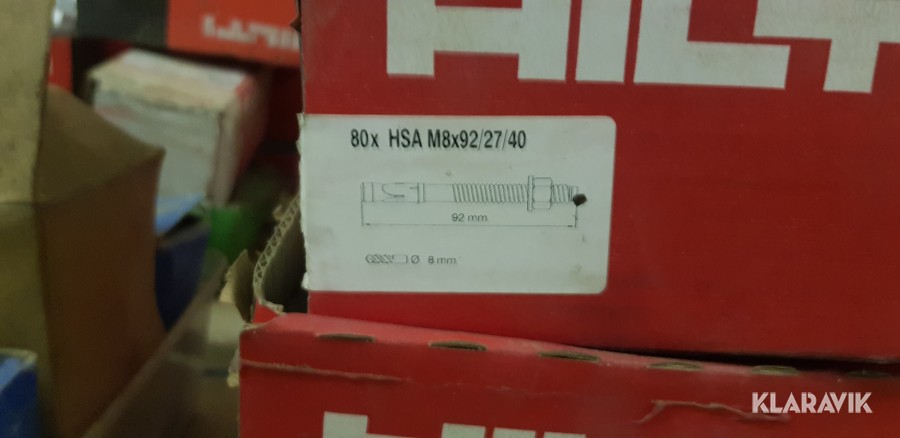 HILT
80x HSA M8x92/27/40
92 mm
Ø 8 mm
KLARAVIK